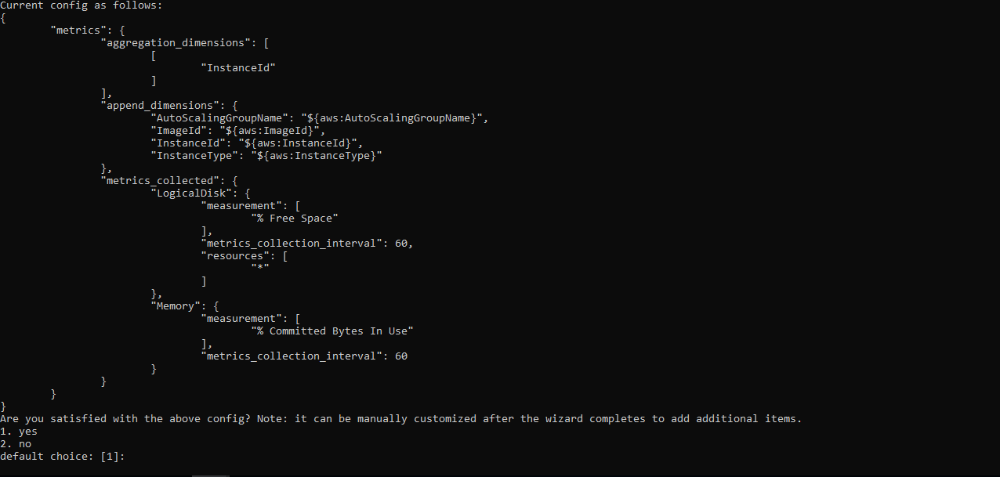 Current config as follows:
{
        "metrics": {
                "aggregation_dimensions": [
                        [
                                "InstanceId"
                        ]
                ],
                "append_dimensions": {
                        "AutoScalingGroupName": "${aws:AutoScalingGroupName}",
                        "ImageId": "${aws:ImageId}",
                        "InstanceId": "${aws:InstanceId}",
                        "InstanceType": "${aws:InstanceType}"
                },
                "metrics_collected": {
                        "LogicalDisk": {
                                "measurement": [
                                        "% Free Space"
                                ],
                                "metrics_collection_interval": 60,
                                "resources": [
                                        "*"
                                ]
                        },
                        "Memory": {
                                "measurement": [
                                        "% Committed Bytes In Use"
                                ],
                                "metrics_collection_interval": 60
                        }
                }
        }
}
Are you satisfied with the above config? Note: it can be manually customized after the wizard completes to add additional items.
1. yes
2. no
default choice: [1]: